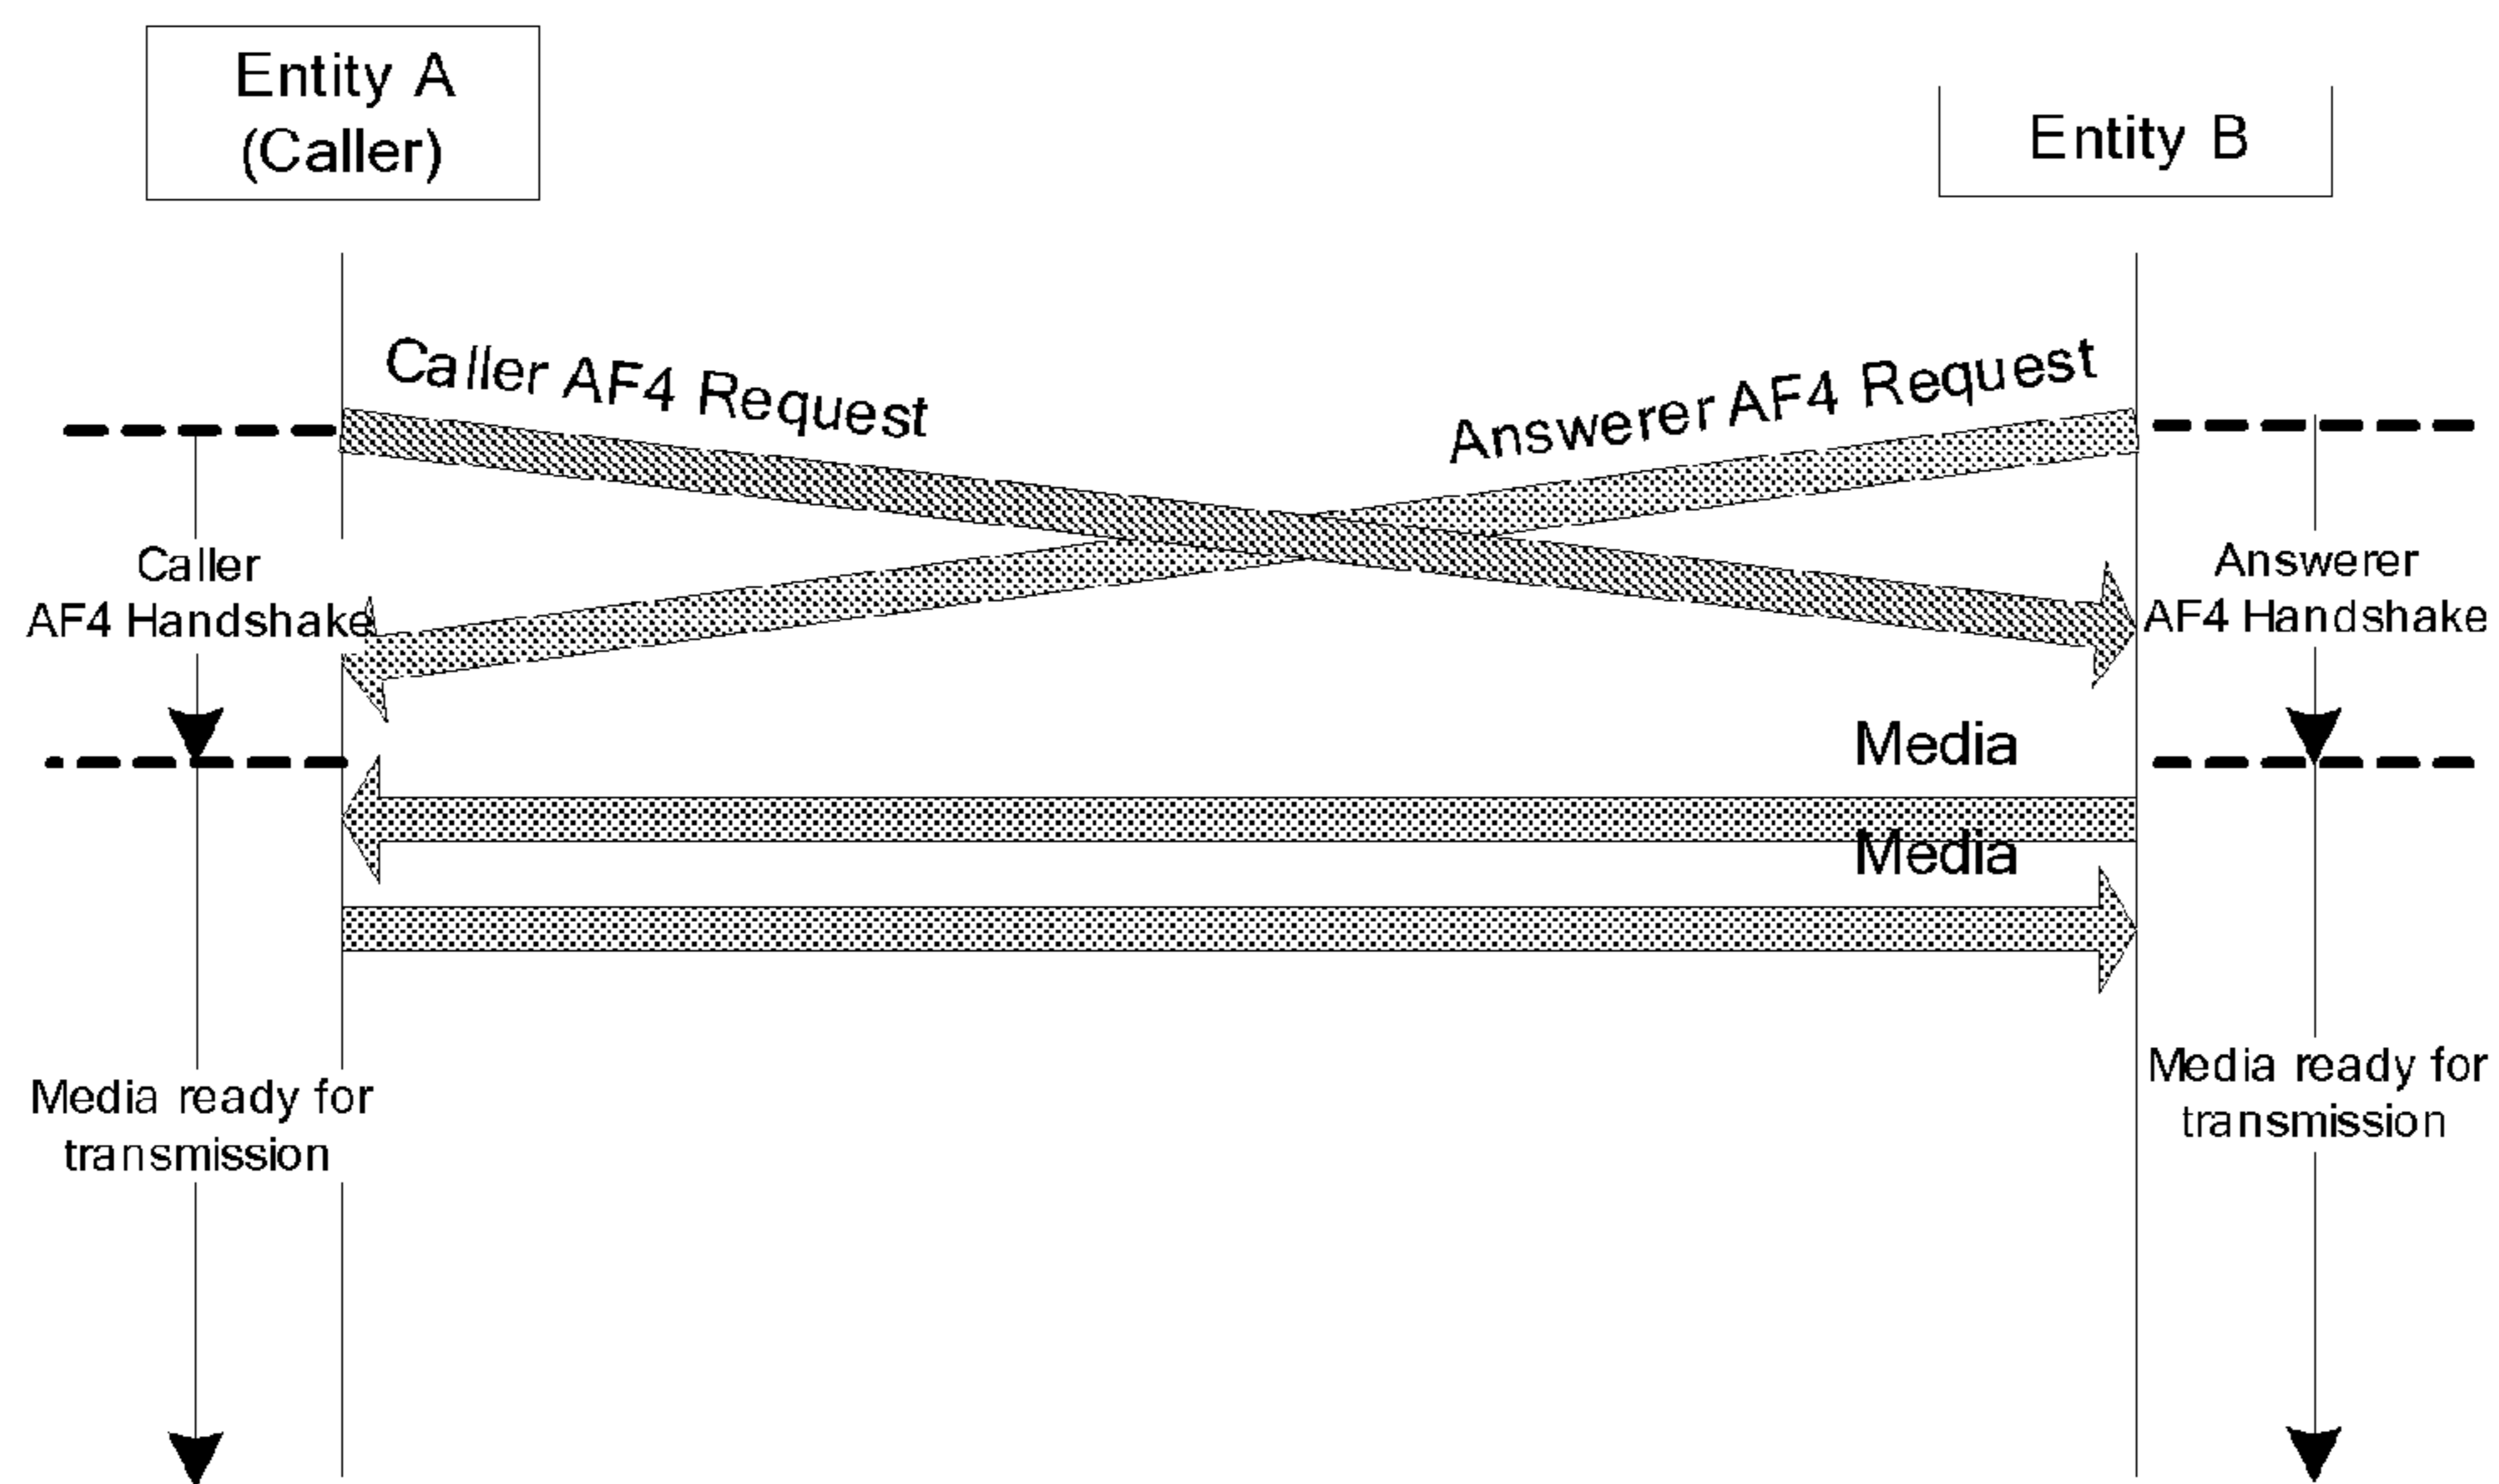 Entity A
(Caller)
Entity B
Caller AF4 Request
Answerer AF4 Request
Caller
AF4 Handshake
Answerer
AF4 Handshake
Media
Media
Media ready for
transmission
Media ready for
transmission